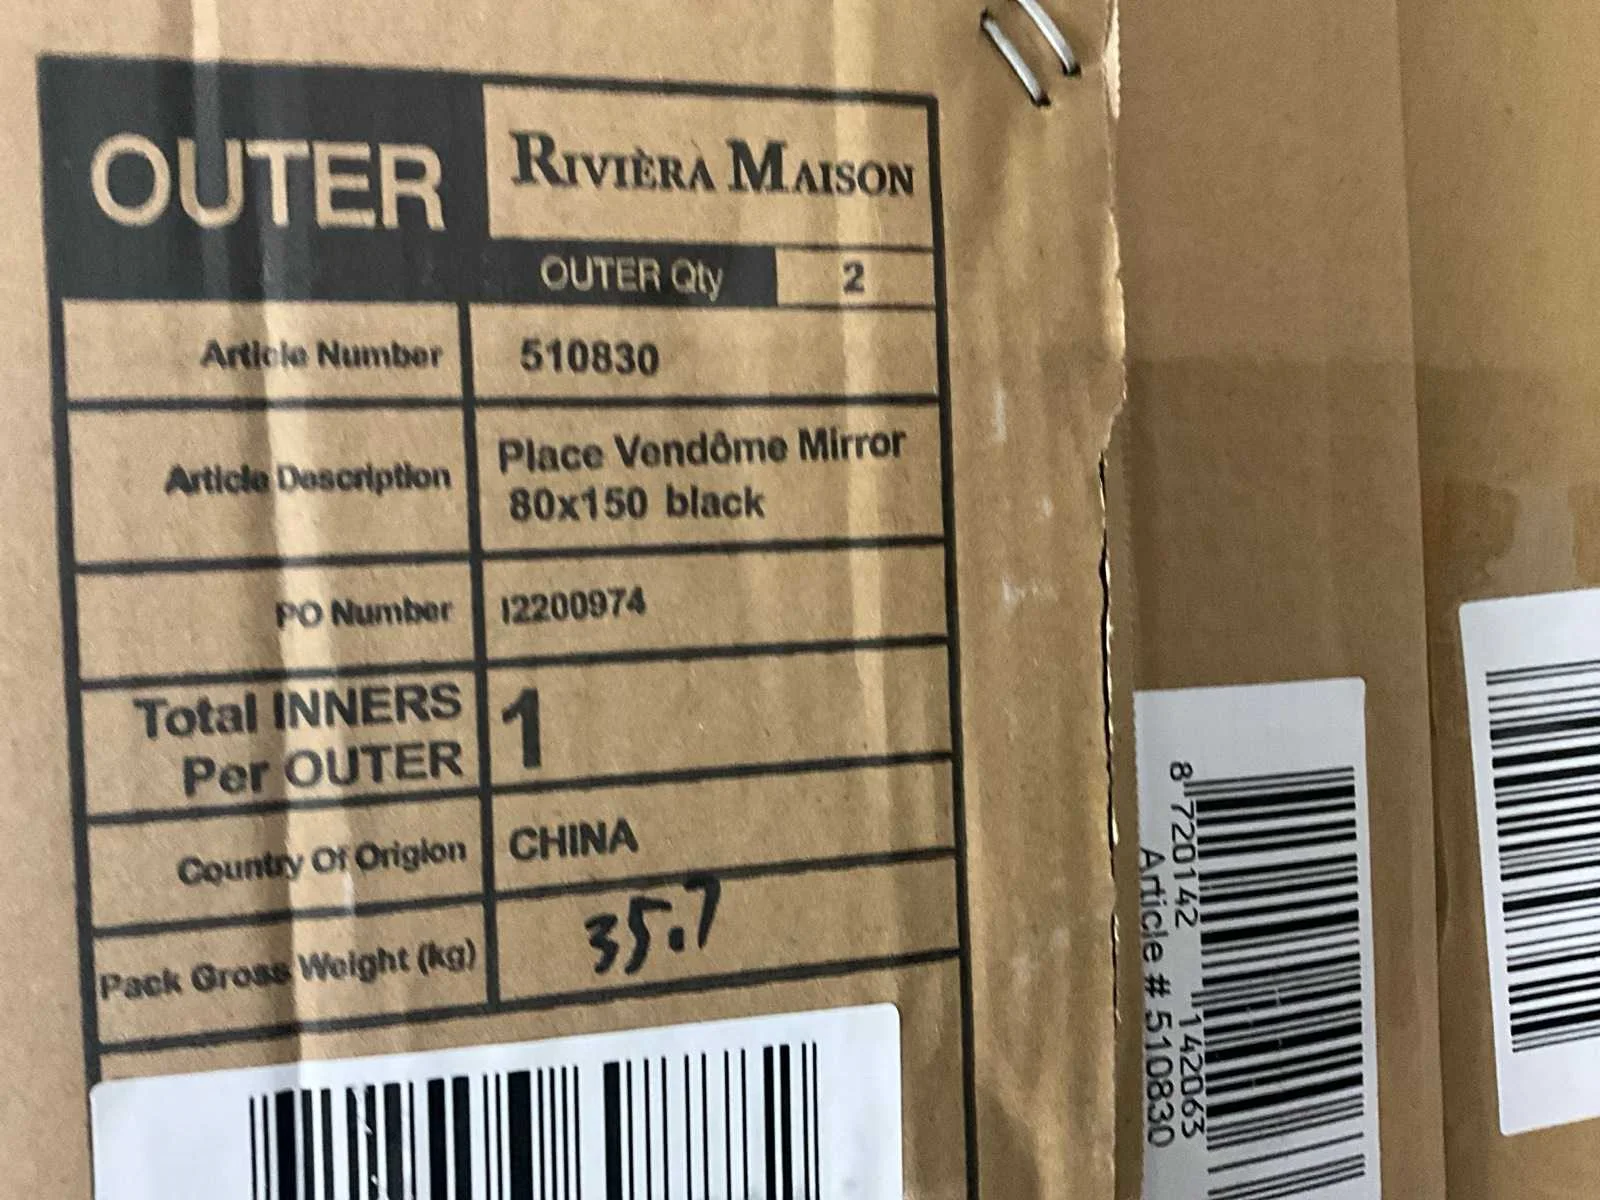 OUTER
RIVIÈRA MAISON
OUTER Qty 2
Article Number 510830
Article Description Place Vendôme Mirror
80x150 black
PO Number I2200974
Total INNERS
Per OUTER 1
Country Of Origion CHINA
Pack Gross Weight (kg) 35.7
8 720142 142063
Article # 510830